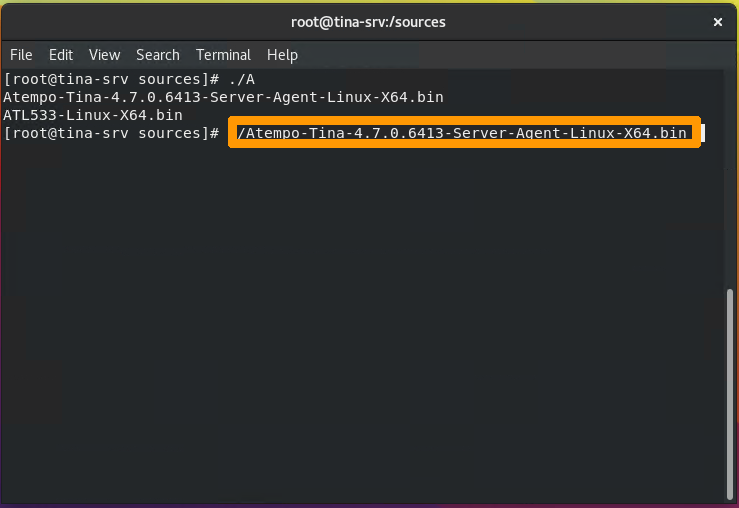 root@tina-srv:/sources
×
File Edit View Search Terminal Help
[root@tina-srv sources]# ./A
Atempo-Tina-4.7.0.6413-Server-Agent-Linux-X64.bin
ATL533-Linux-X64.bin
[root@tina-srv sources]# /Atempo-Tina-4.7.0.6413-Server-Agent-Linux-X64.bin